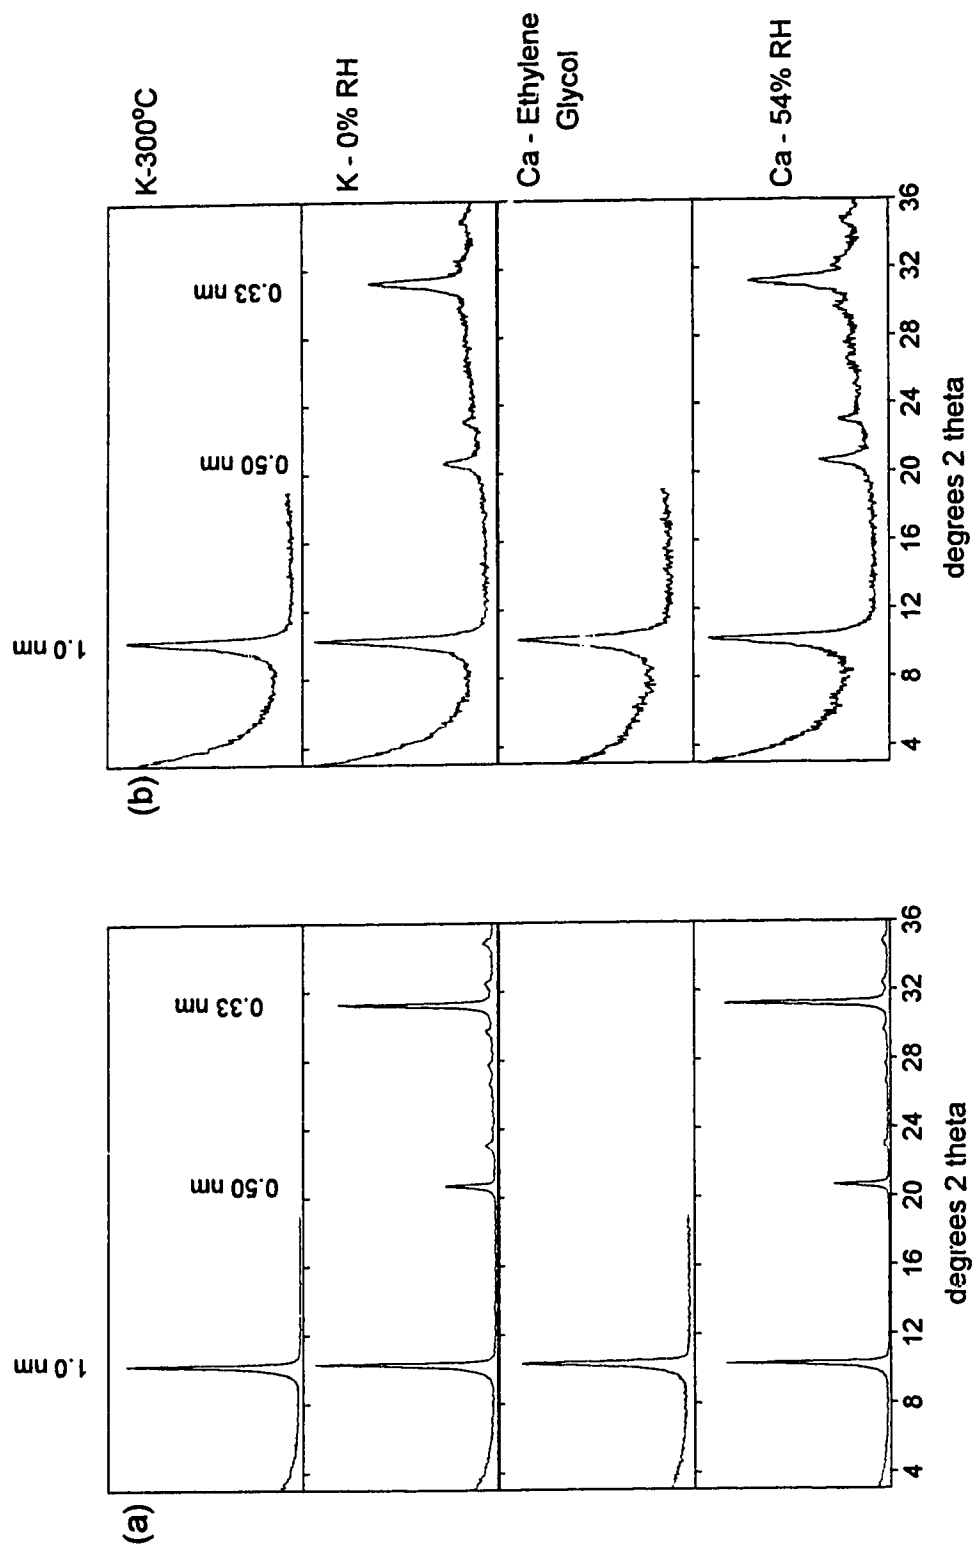 (a)
1.0 nm
0.50 nm
0.33 nm
4 8 12 16 20 24 28 32 36
degrees 2 theta
(b)
1.0 nm
0.50 nm
0.33 nm
K-300°C
K - 0% RH
Ca - Ethylene
Glycol
Ca - 54% RH
4 8 12 16 20 24 28 32 36
degrees 2 theta